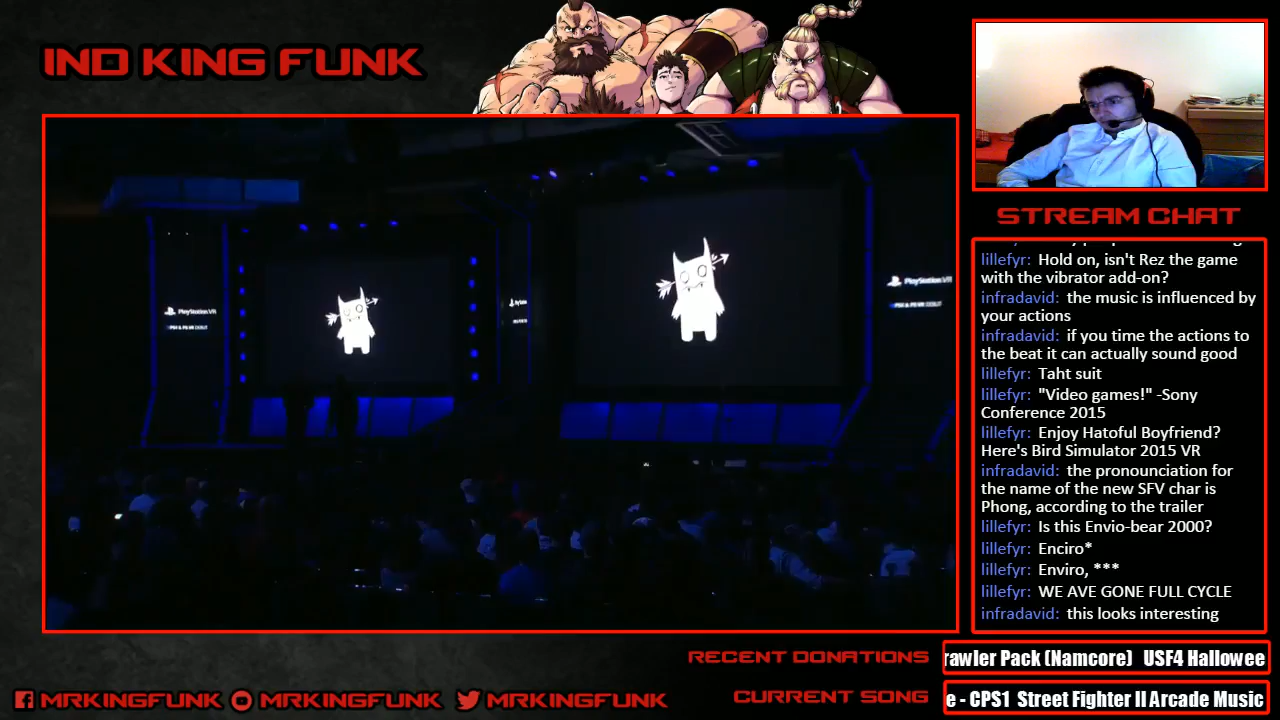 IND KING FUNK
PlayStation VR
PlayStation VR
STREAM CHAT
lillefyr: Hold on, isn't Rez the game
with the vibrator add-on?
infradavid: the music is influenced by
your actions
infradavid: if you time the actions to
the beat it can actually sound good
lillefyr: Taht suit
lillefyr: "Video games!" -Sony
Conference 2015
lillefyr: Enjoy Hatoful Boyfriend?
Here's Bird Simulator 2015 VR
infradavid: the pronounciation for
the name of the new SFV char is
Phong, according to the trailer
lillefyr: Is this Envio-bear 2000?
lillefyr: Enciro*
lillefyr: Enviro, ***
lillefyr: WE AVE GONE FULL CYCLE
infradavid: this looks interesting
RECENT DONATIONS
rawler Pack (Namcore) USF4 Hallowee
MRKINGFUNK MRKINGFUNK MRKINGFUNK
CURRENT SONG
e - CPS1 Street Fighter II Arcade Music